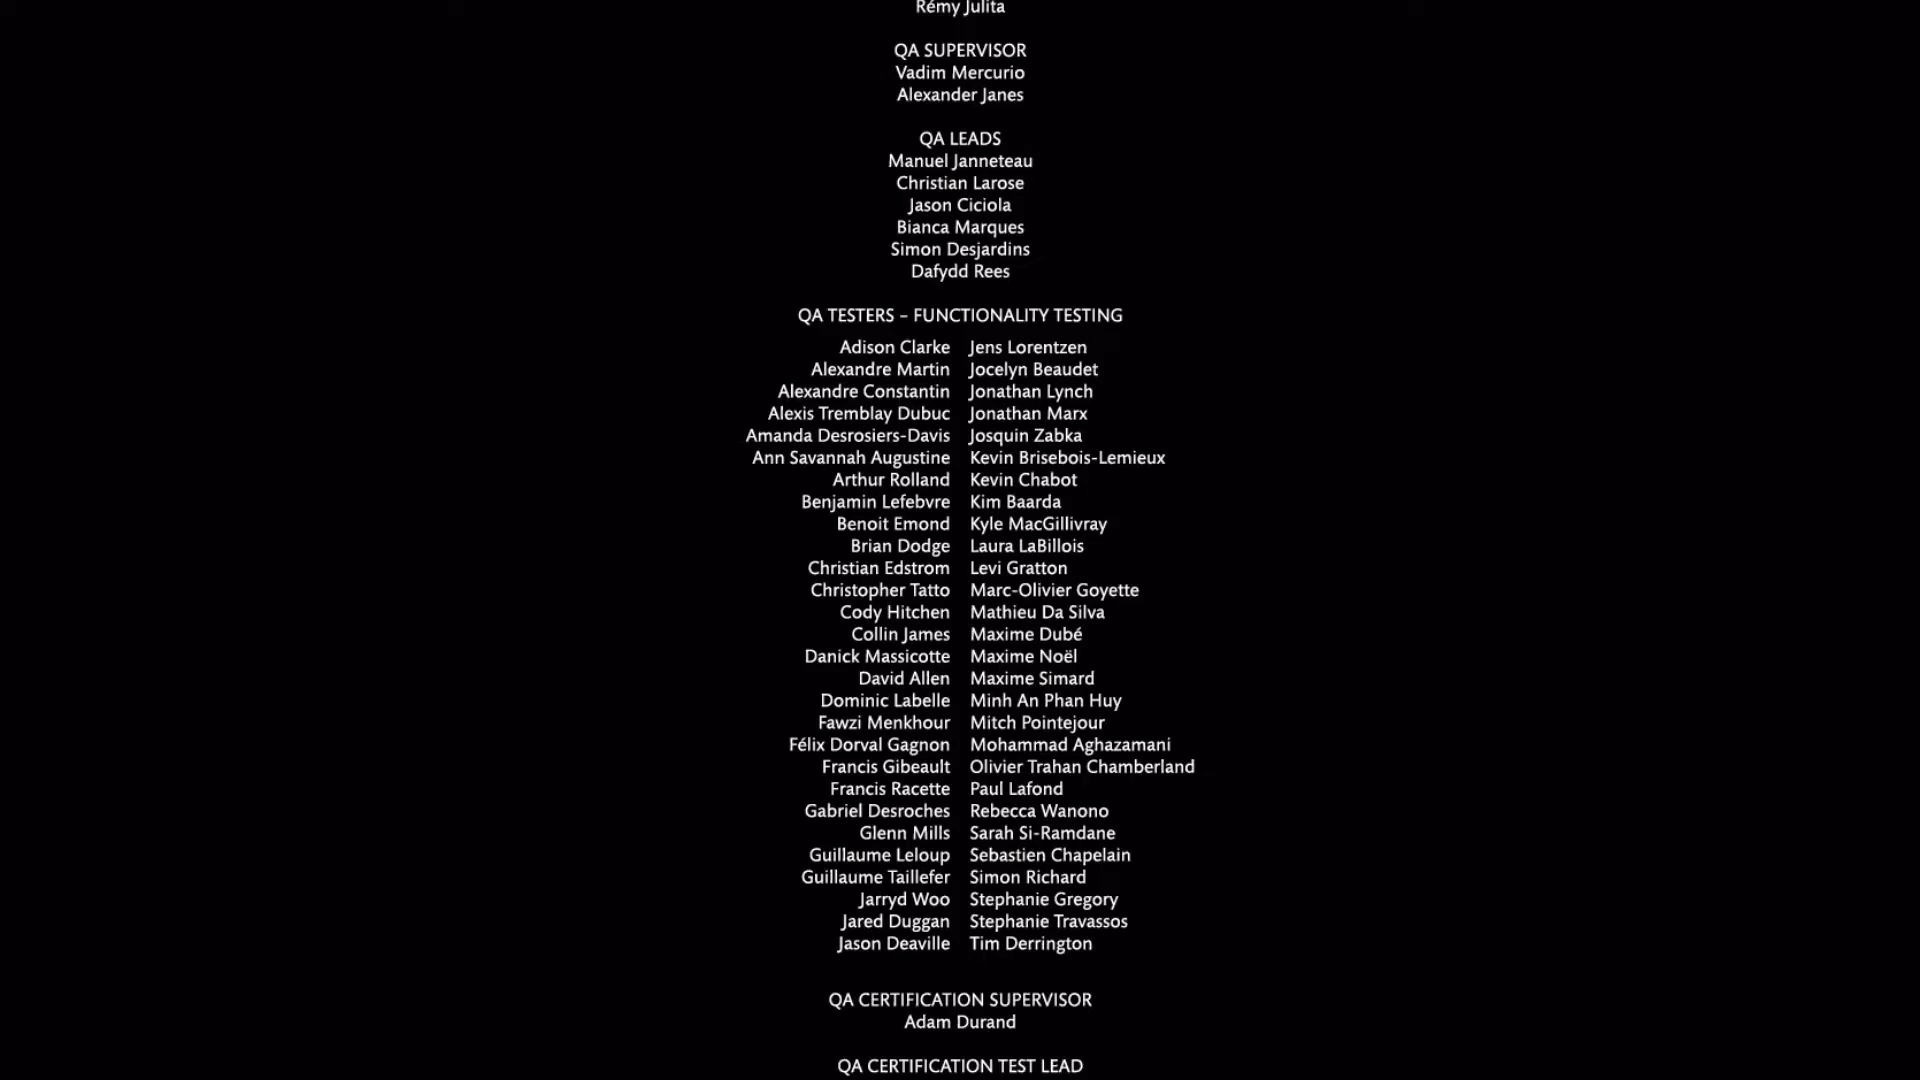 Rémy Julita
QA SUPERVISOR
Vadim Mercurio
Alexander Janes
QA LEADS
Manuel Janneteau
Christian Larose
Jason Ciciola
Bianca Marques
Simon Desjardins
Dafydd Rees
QA TESTERS – FUNCTIONALITY TESTING
Adison Clarke Jens Lorentzen
Alexandre Martin Jocelyn Beaudet
Alexandre Constantin Jonathan Lynch
Alexis Tremblay Dubuc Jonathan Marx
Amanda Desrosiers-Davis Josquin Zabka
Ann Savannah Augustine Kevin Brisebois-Lemieux
Arthur Rolland Kevin Chabot
Benjamin Lefebvre Kim Baarda
Benoit Emond Kyle MacGillivray
Brian Dodge Laura LaBillois
Christian Edstrom Levi Gratton
Christopher Tatto Marc-Olivier Goyette
Cody Hitchen Mathieu Da Silva
Collin James Maxime Dubé
Danick Massicotte Maxime Noël
David Allen Maxime Simard
Dominic Labelle Minh An Phan Huy
Fawzi Menkhour Mitch Pointejour
Félix Dorval Gagnon Mohammad Aghazamani
Francis Gibeault Olivier Trahan Chamberland
Francis Racette Paul Lafond
Gabriel Desroches Rebecca Wanono
Glenn Mills Sarah Si-Ramdane
Guillaume Leloup Sebastien Chapelain
Guillaume Taillefer Simon Richard
Jarryd Woo Stephanie Gregory
Jared Duggan Stephanie Travassos
Jason Deaville Tim Derrington
QA CERTIFICATION SUPERVISOR
Adam Durand
QA CERTIFICATION TEST LEAD